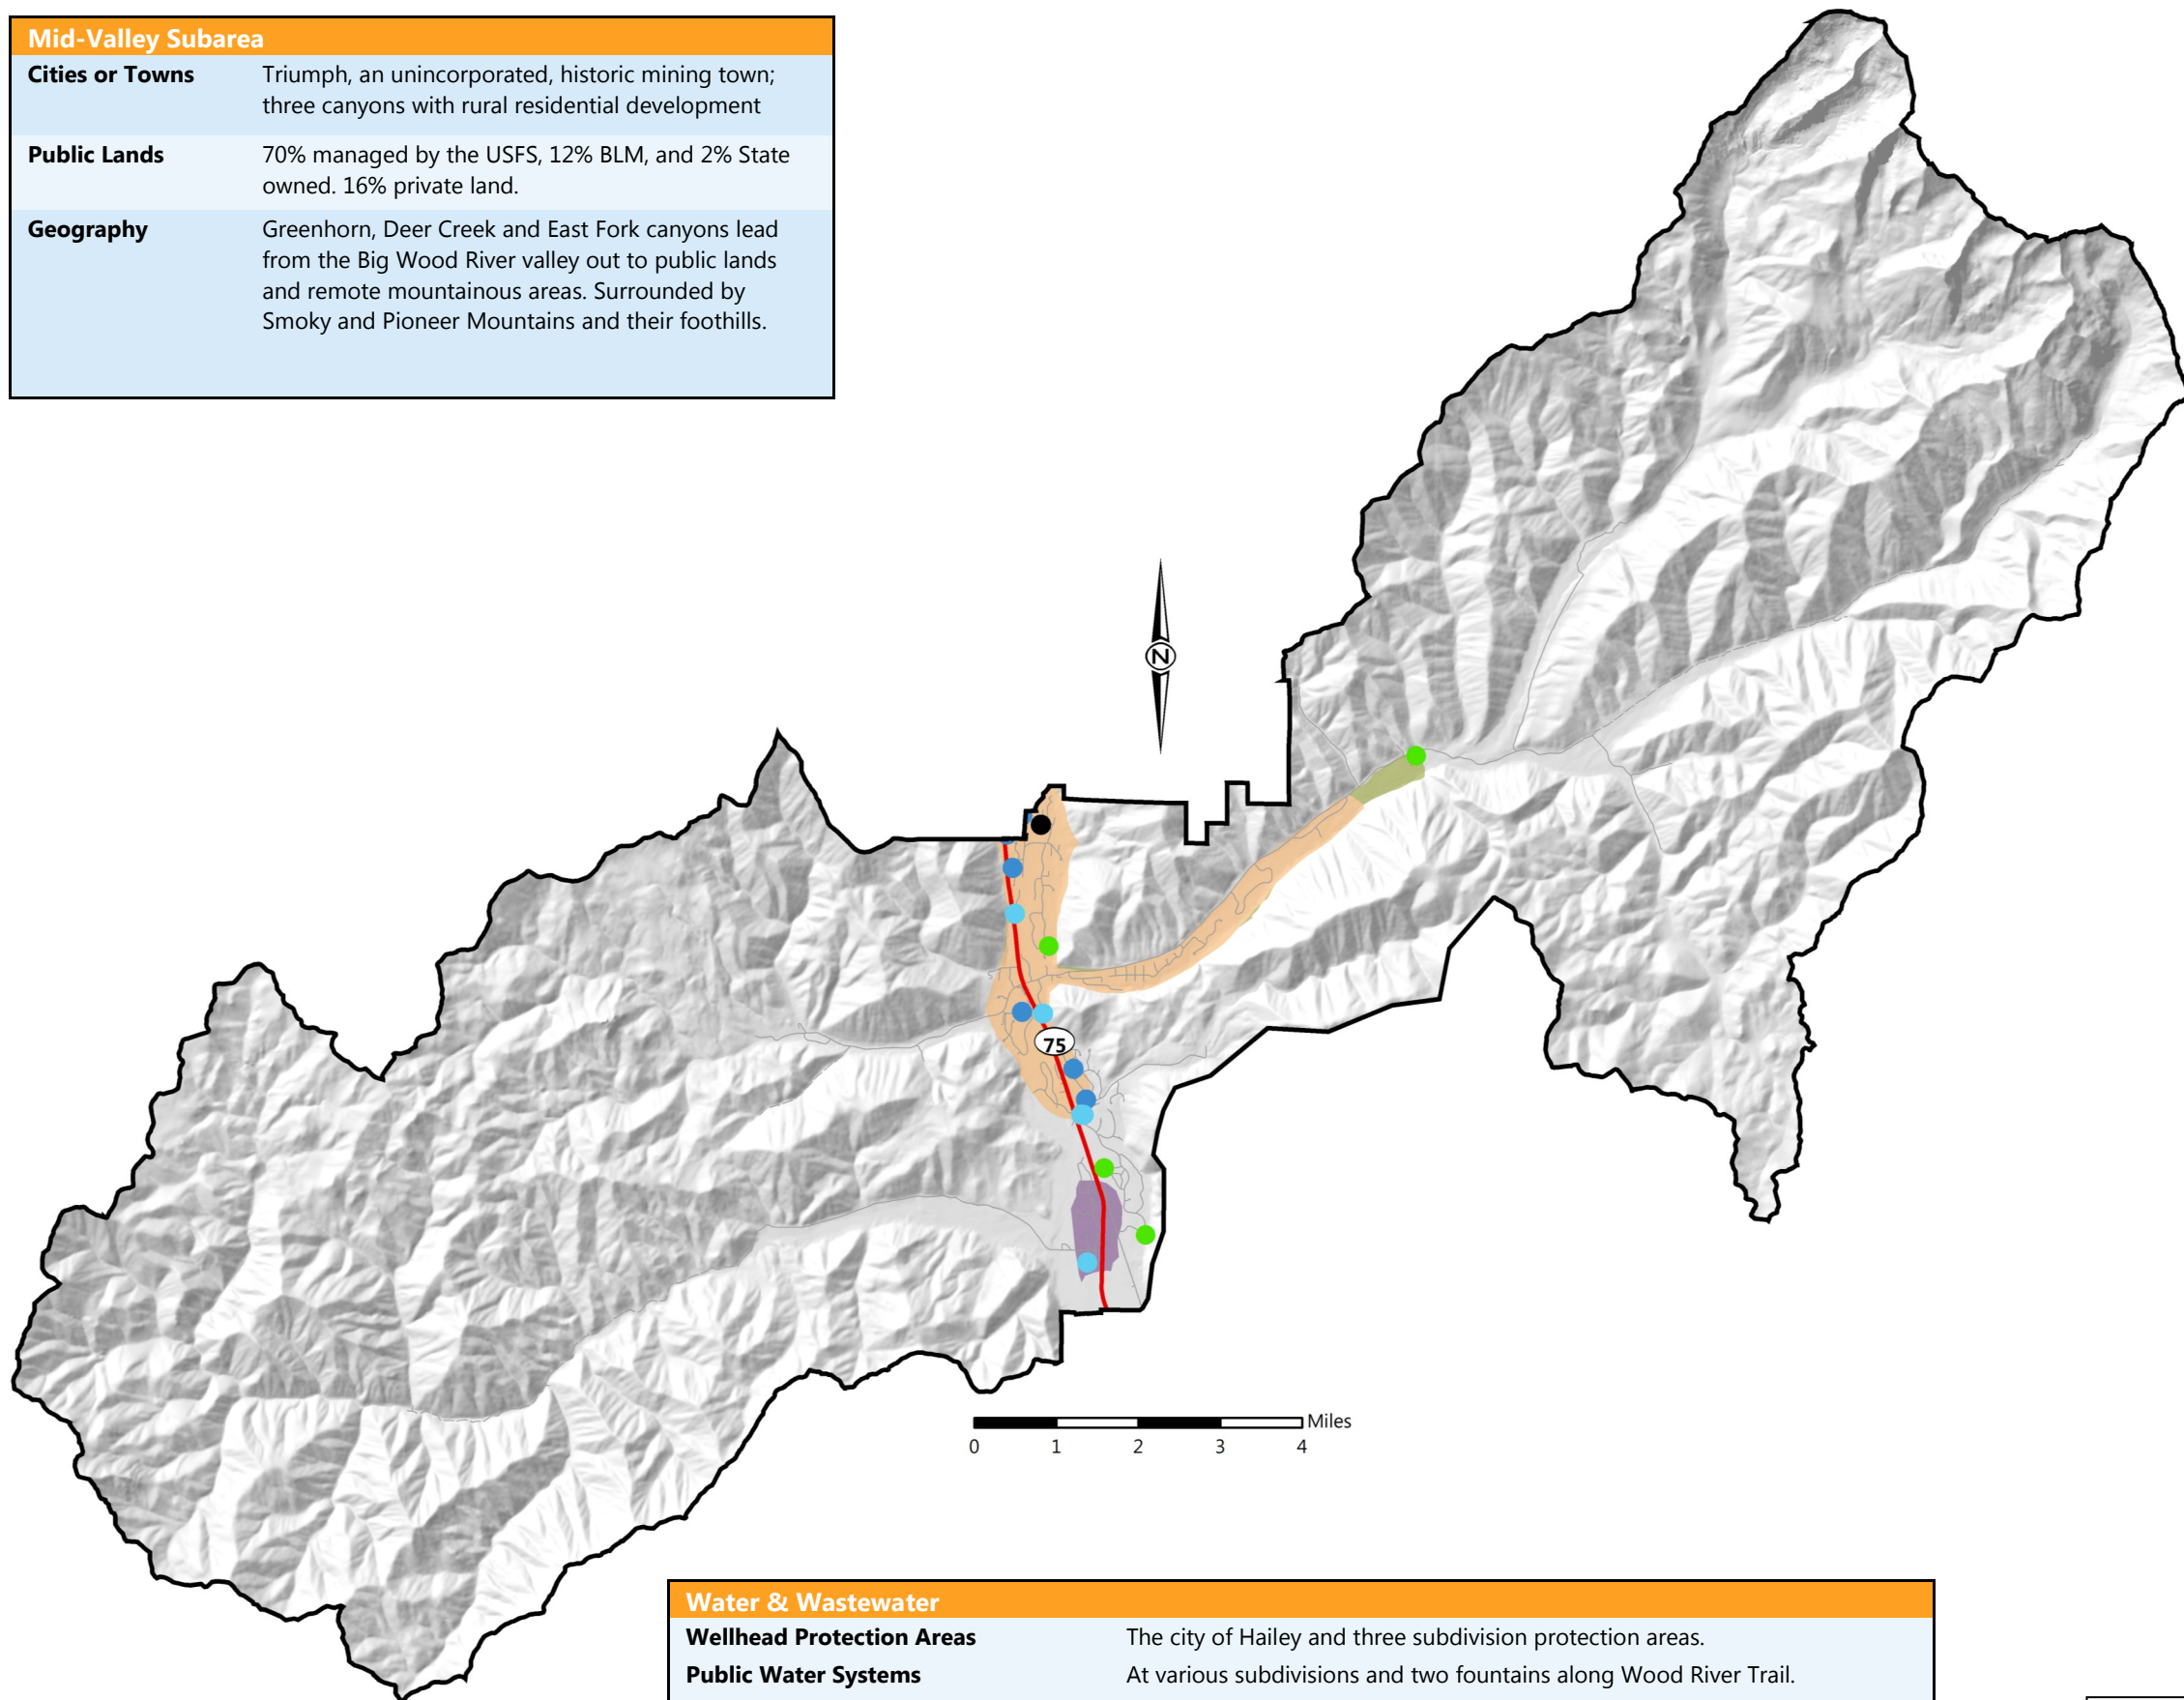 Mid-Valley Subarea
Cities or Towns Triumph, an unincorporated, historic mining town;
three canyons with rural residential development
Public Lands 70% managed by the USFS, 12% BLM, and 2% State
owned. 16% private land.
Geography Greenhorn, Deer Creek and East Fork canyons lead
from the Big Wood River valley out to public lands
and remote mountainous areas. Surrounded by
Smoky and Pioneer Mountains and their foothills.
N
75
Miles
0 1 2 3 4
Water & Wastewater
Wellhead Protection Areas The city of Hailey and three subdivision protection areas.
Public Water Systems At various subdivisions and two fountains along Wood River Trail.